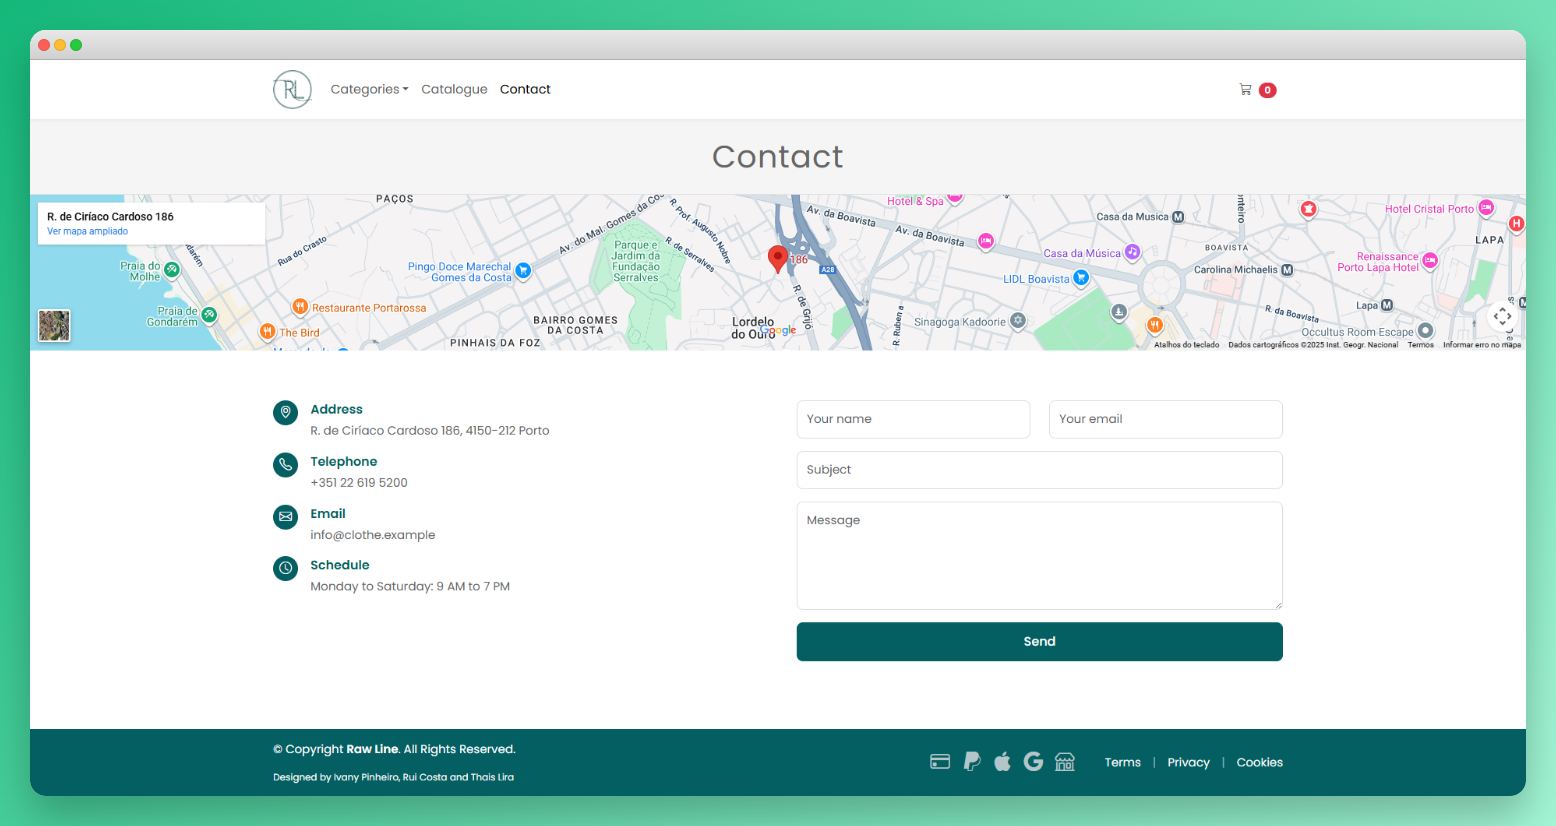 RL
Categories
Catalogue
Contact
0
Contact
R. de Ciríaco Cardoso 186
Ver mapa ampliado
PAÇOS
Rua do Crasto
Praia do
Molhe
Praia de
Gondarém
Restaurante Portarossa
The Bird
Pingo Doce Marechal
Gomes da Costa
Av. do Mal. Gomes da Co
R. Prof. Augusto Nobre
R. de Serralves
Parque e
Jardim da
Fundação
Serralves
BAIRRO GOMES
DA COSTA
PINHAIS DA FOZ
186
A28
R. de Grijó
Lordelo
do Ouro
Google
Hotel & Spa
Av. da Boavista
Av. da Boavista
R. Ruben a
Sinagoga Kadoorie
LIDL Boavista
Casa da Musica M
Casa da Música
BOAVISTA
Carolina Michaelis M
Hotel Cristal Porto
H
LAPA
Renaissance
Porto Lapa Hotel
Lapa M
R. da Boavista
Occultus Room Escape
Atalhos do teclado
Dados cartográficos ©2025 Inst. Geogr. Nacional
Termos
Informar erro no mapa
Address
R. de Ciríaco Cardoso 186, 4150-212 Porto
Telephone
+351 22 619 5200
Email
info@clothe.example
Schedule
Monday to Saturday: 9 AM to 7 PM
Your name
Your email
Subject
Message
Send
© Copyright Raw Line. All Rights Reserved.
Designed by Ivany Pinheiro, Rui Costa and Thais Lira
Terms | Privacy | Cookies